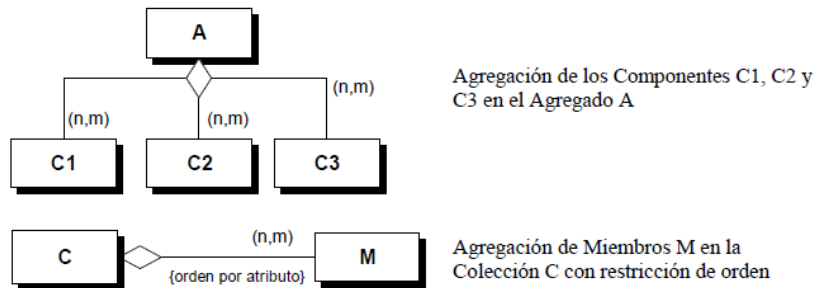 A
(n,m)
(n,m)
(n,m)
C1
C2
C3
Agregación de los Componentes C1, C2 y
C3 en el Agregado A
C
(n,m)
{orden por atributo}
M
Agregación de Miembros M en la
Colección C con restricción de orden